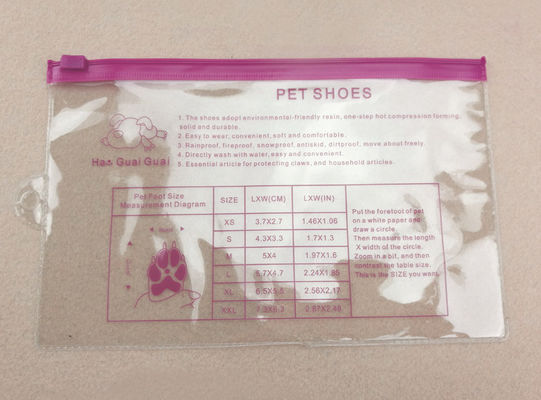 PET SHOES
Hao Guai Guai
1. The shoes adopt environmental-friendly resin, one-step hot compression forming,
solid and durable.
2. Easy to wear, convenient, soft and comfortable.
3. Rainproof, fireproof, snowproof, antiskid, dirtproof, move about freely.
4. Directly wash with water, easy and convenient.
5. Essential article for protecting claws, and household articles.
Pet Foot Size
Measurement Diagram
SIZE LXW(CM) LXW(IN)
XS 3.7X2.7 1.46X1.06
S 4.3X3.3 1.7X1.3
M 5X4 1.97X1.6
L 5.7X4.7 2.24X1.85
XL 6.5X5.5 2.56X2.17
XXL 7.3X6.3 2.87X2.48
Put the forefoot of pet
on a white paper and
draw a circle.
Then measure the length
X width of the circle.
Zoom in a bit, and then
contrast the table size.
This is the SIZE you want.